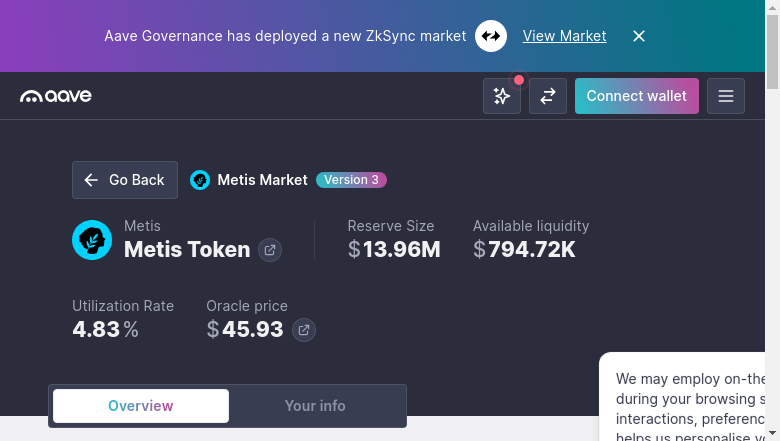 Aave Governance has deployed a new ZkSync market View Market
aave
Connect wallet
Go Back
Metis Market Version 3
Metis
Metis Token
Reserve Size
$13.96M
Available liquidity
$794.72K
Utilization Rate
4.83%
Oracle price
$45.93
Overview
Your info
We may employ on-the
during your browsing s
interactions, preferenc
helps us personalise y